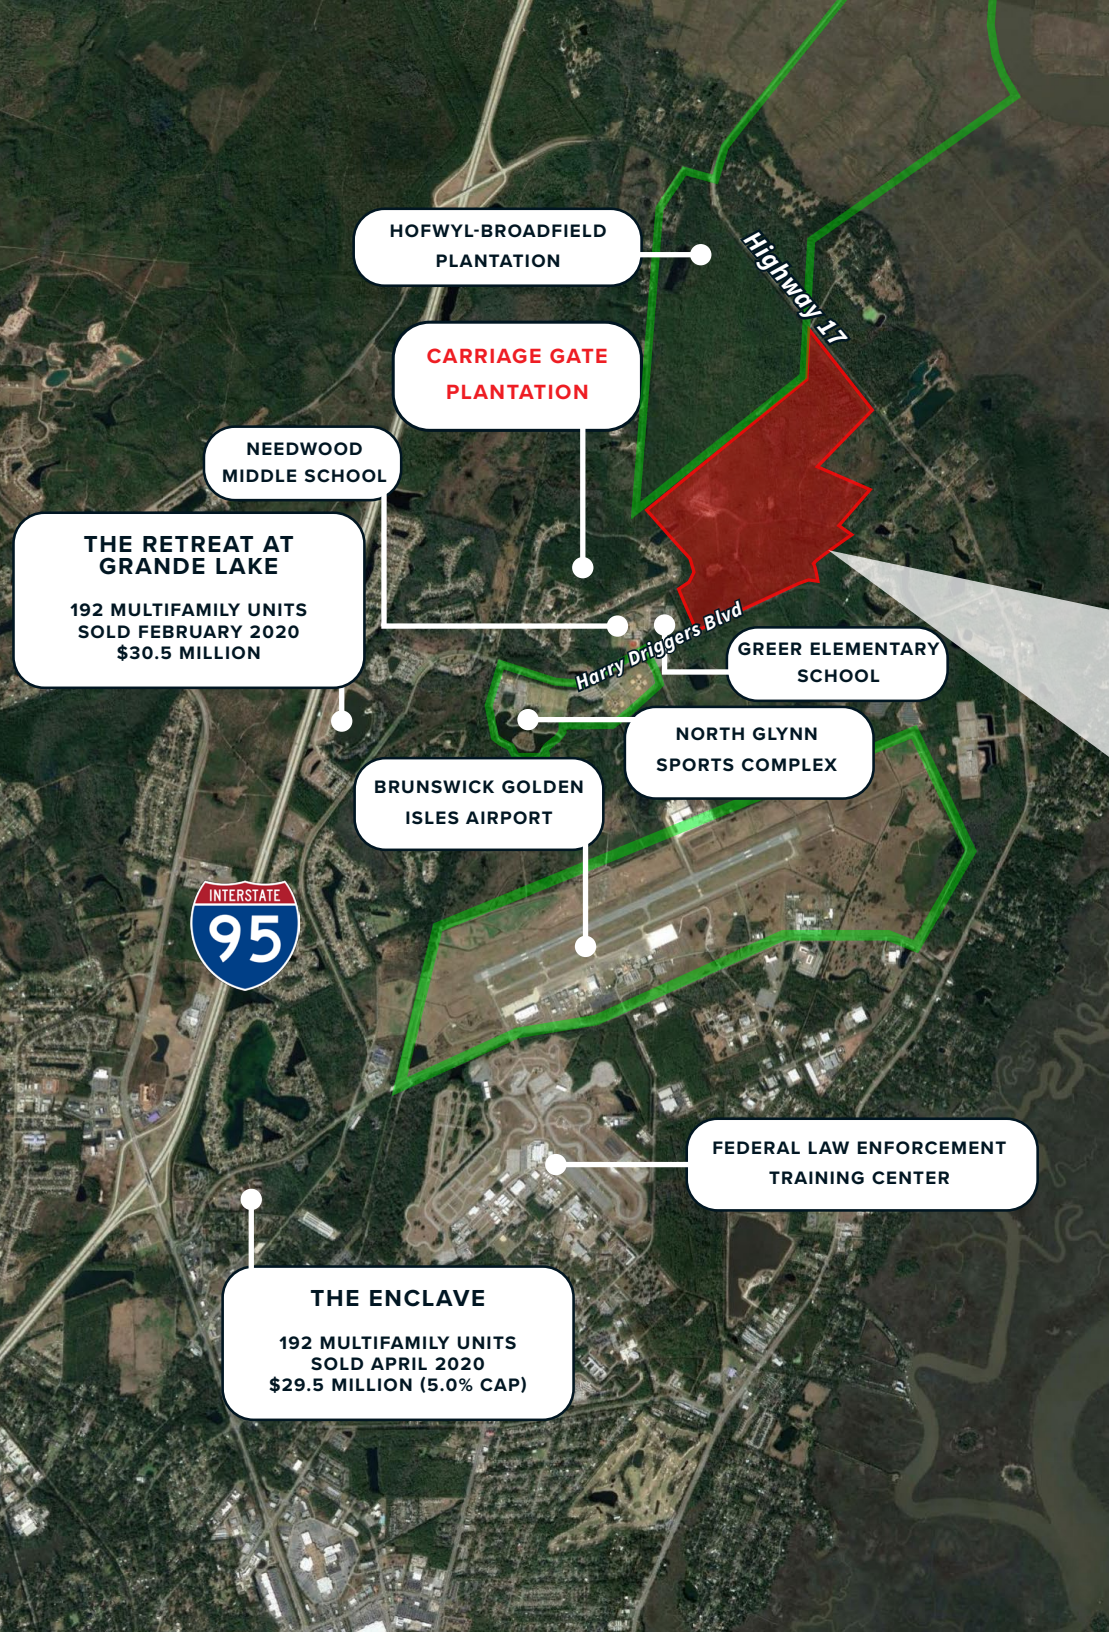 HOFWYL-BROADFIELD
PLANTATION
Highway 17
CARRIAGE GATE
PLANTATION
NEEDWOOD
MIDDLE SCHOOL
THE RETREAT AT
GRANDE LAKE
192 MULTIFAMILY UNITS
SOLD FEBRUARY 2020
$30.5 MILLION
Harry Driggers Blvd
GREER ELEMENTARY
SCHOOL
NORTH GLYNN
SPORTS COMPLEX
BRUNSWICK GOLDEN
ISLES AIRPORT
INTERSTATE
95
FEDERAL LAW ENFORCEMENT
TRAINING CENTER
THE ENCLAVE
192 MULTIFAMILY UNITS
SOLD APRIL 2020
$29.5 MILLION (5.0% CAP)